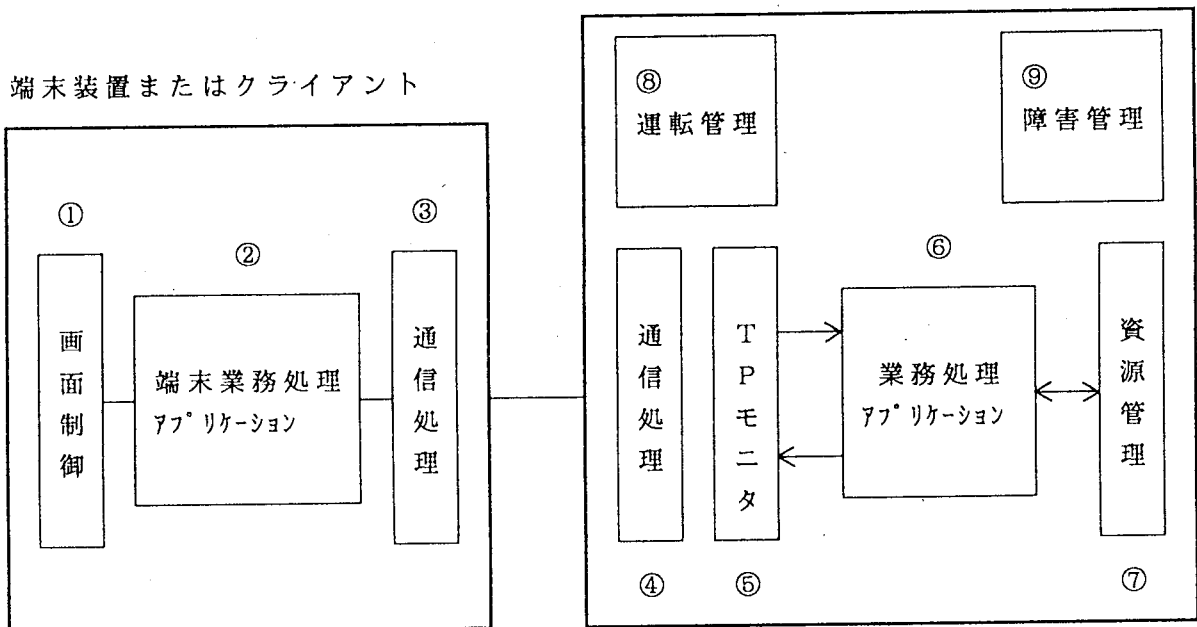 端末装置またはクライアント
①
画面制御
②
端末業務処理
アプリケーション
③
通信処理
⑧
運転管理
⑨
障害管理
通信処理
④
TPモニタ
⑤
⑥
業務処理
アプリケーション
資源管理
⑦